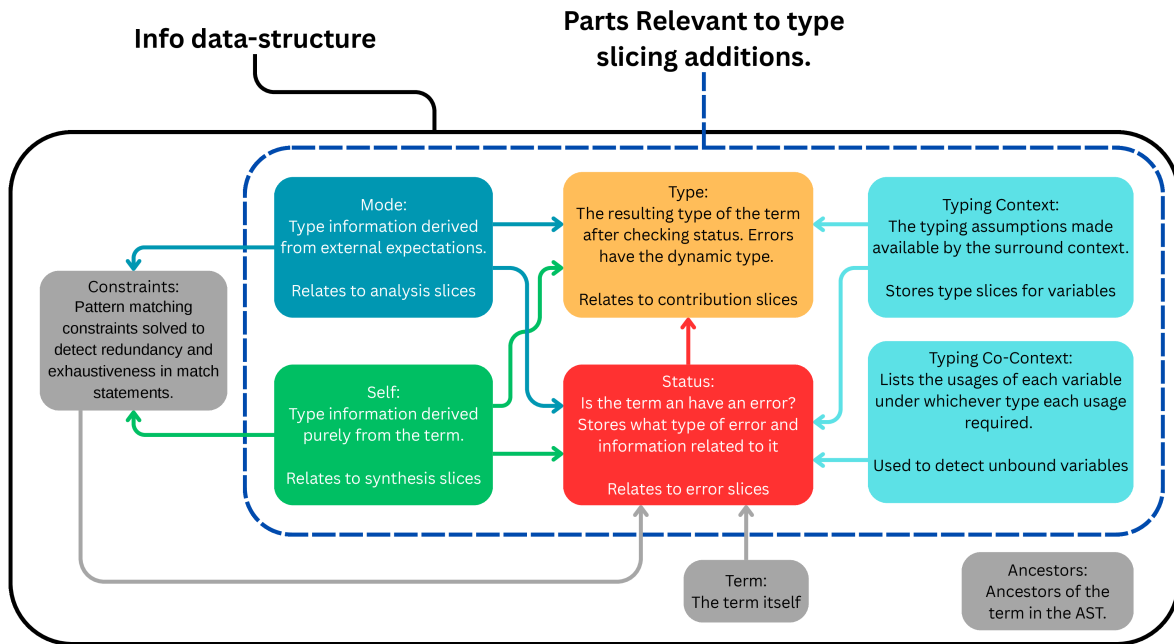 Info data-structure
Parts Relevant to type
slicing additions.
Mode:
Type information derived
from external expectations.
Relates to analysis slices
Type:
The resulting type of the term
after checking status. Errors
have the dynamic type.
Relates to contribution slices
Typing Context:
The typing assumptions made
available by the surround context.
Stores type slices for variables
Constraints:
Pattern matching
constraints solved to
detect redundancy and
exhaustiveness in match
statements.
Self:
Type information derived
purely from the term.
Relates to synthesis slices
Status:
Is the term an have an error?
Stores what type of error and
information related to it
Relates to error slices
Typing Co-Context:
Lists the usages of each variable
under whichever type each usage
required.
Used to detect unbound variables
Term:
The term itself
Ancestors:
Ancestors of the
term in the AST.